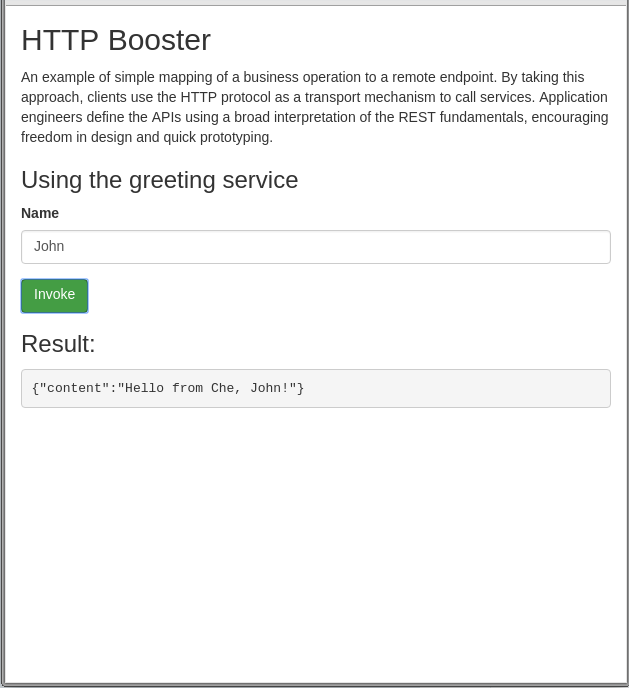 HTTP Booster
An example of simple mapping of a business operation to a remote endpoint. By taking this
approach, clients use the HTTP protocol as a transport mechanism to call services. Application
engineers define the APIs using a broad interpretation of the REST fundamentals, encouraging
freedom in design and quick prototyping.
Using the greeting service
Name
John
Invoke
Result:
{"content":"Hello from Che, John!"}